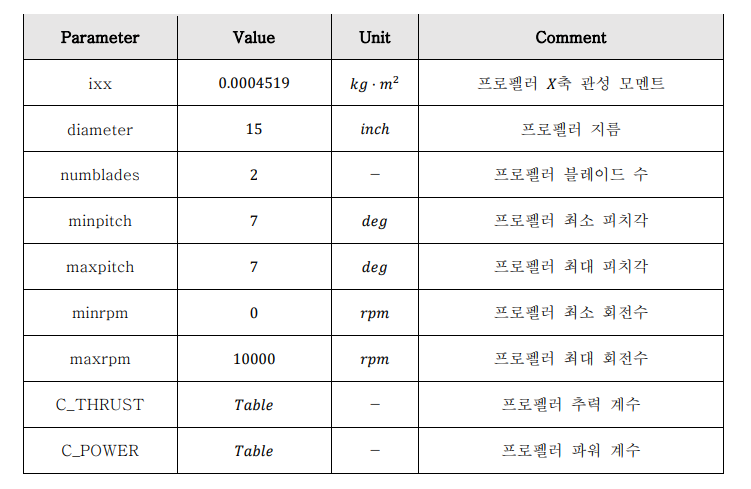 Parameter Value Unit Comment
ixx 0.0004519 kg · m² 프로펠러 X축 관성 모멘트
diameter 15 inch 프로펠러 지름
numblades 2 − 프로펠러 블레이드 수
minpitch 7 deg 프로펠러 최소 피치각
maxpitch 7 deg 프로펠러 최대 피치각
minrpm 0 rpm 프로펠러 최소 회전수
maxrpm 10000 rpm 프로펠러 최대 회전수
C_THRUST Table − 프로펠러 추력 계수
C_POWER Table − 프로펠러 파워 계수